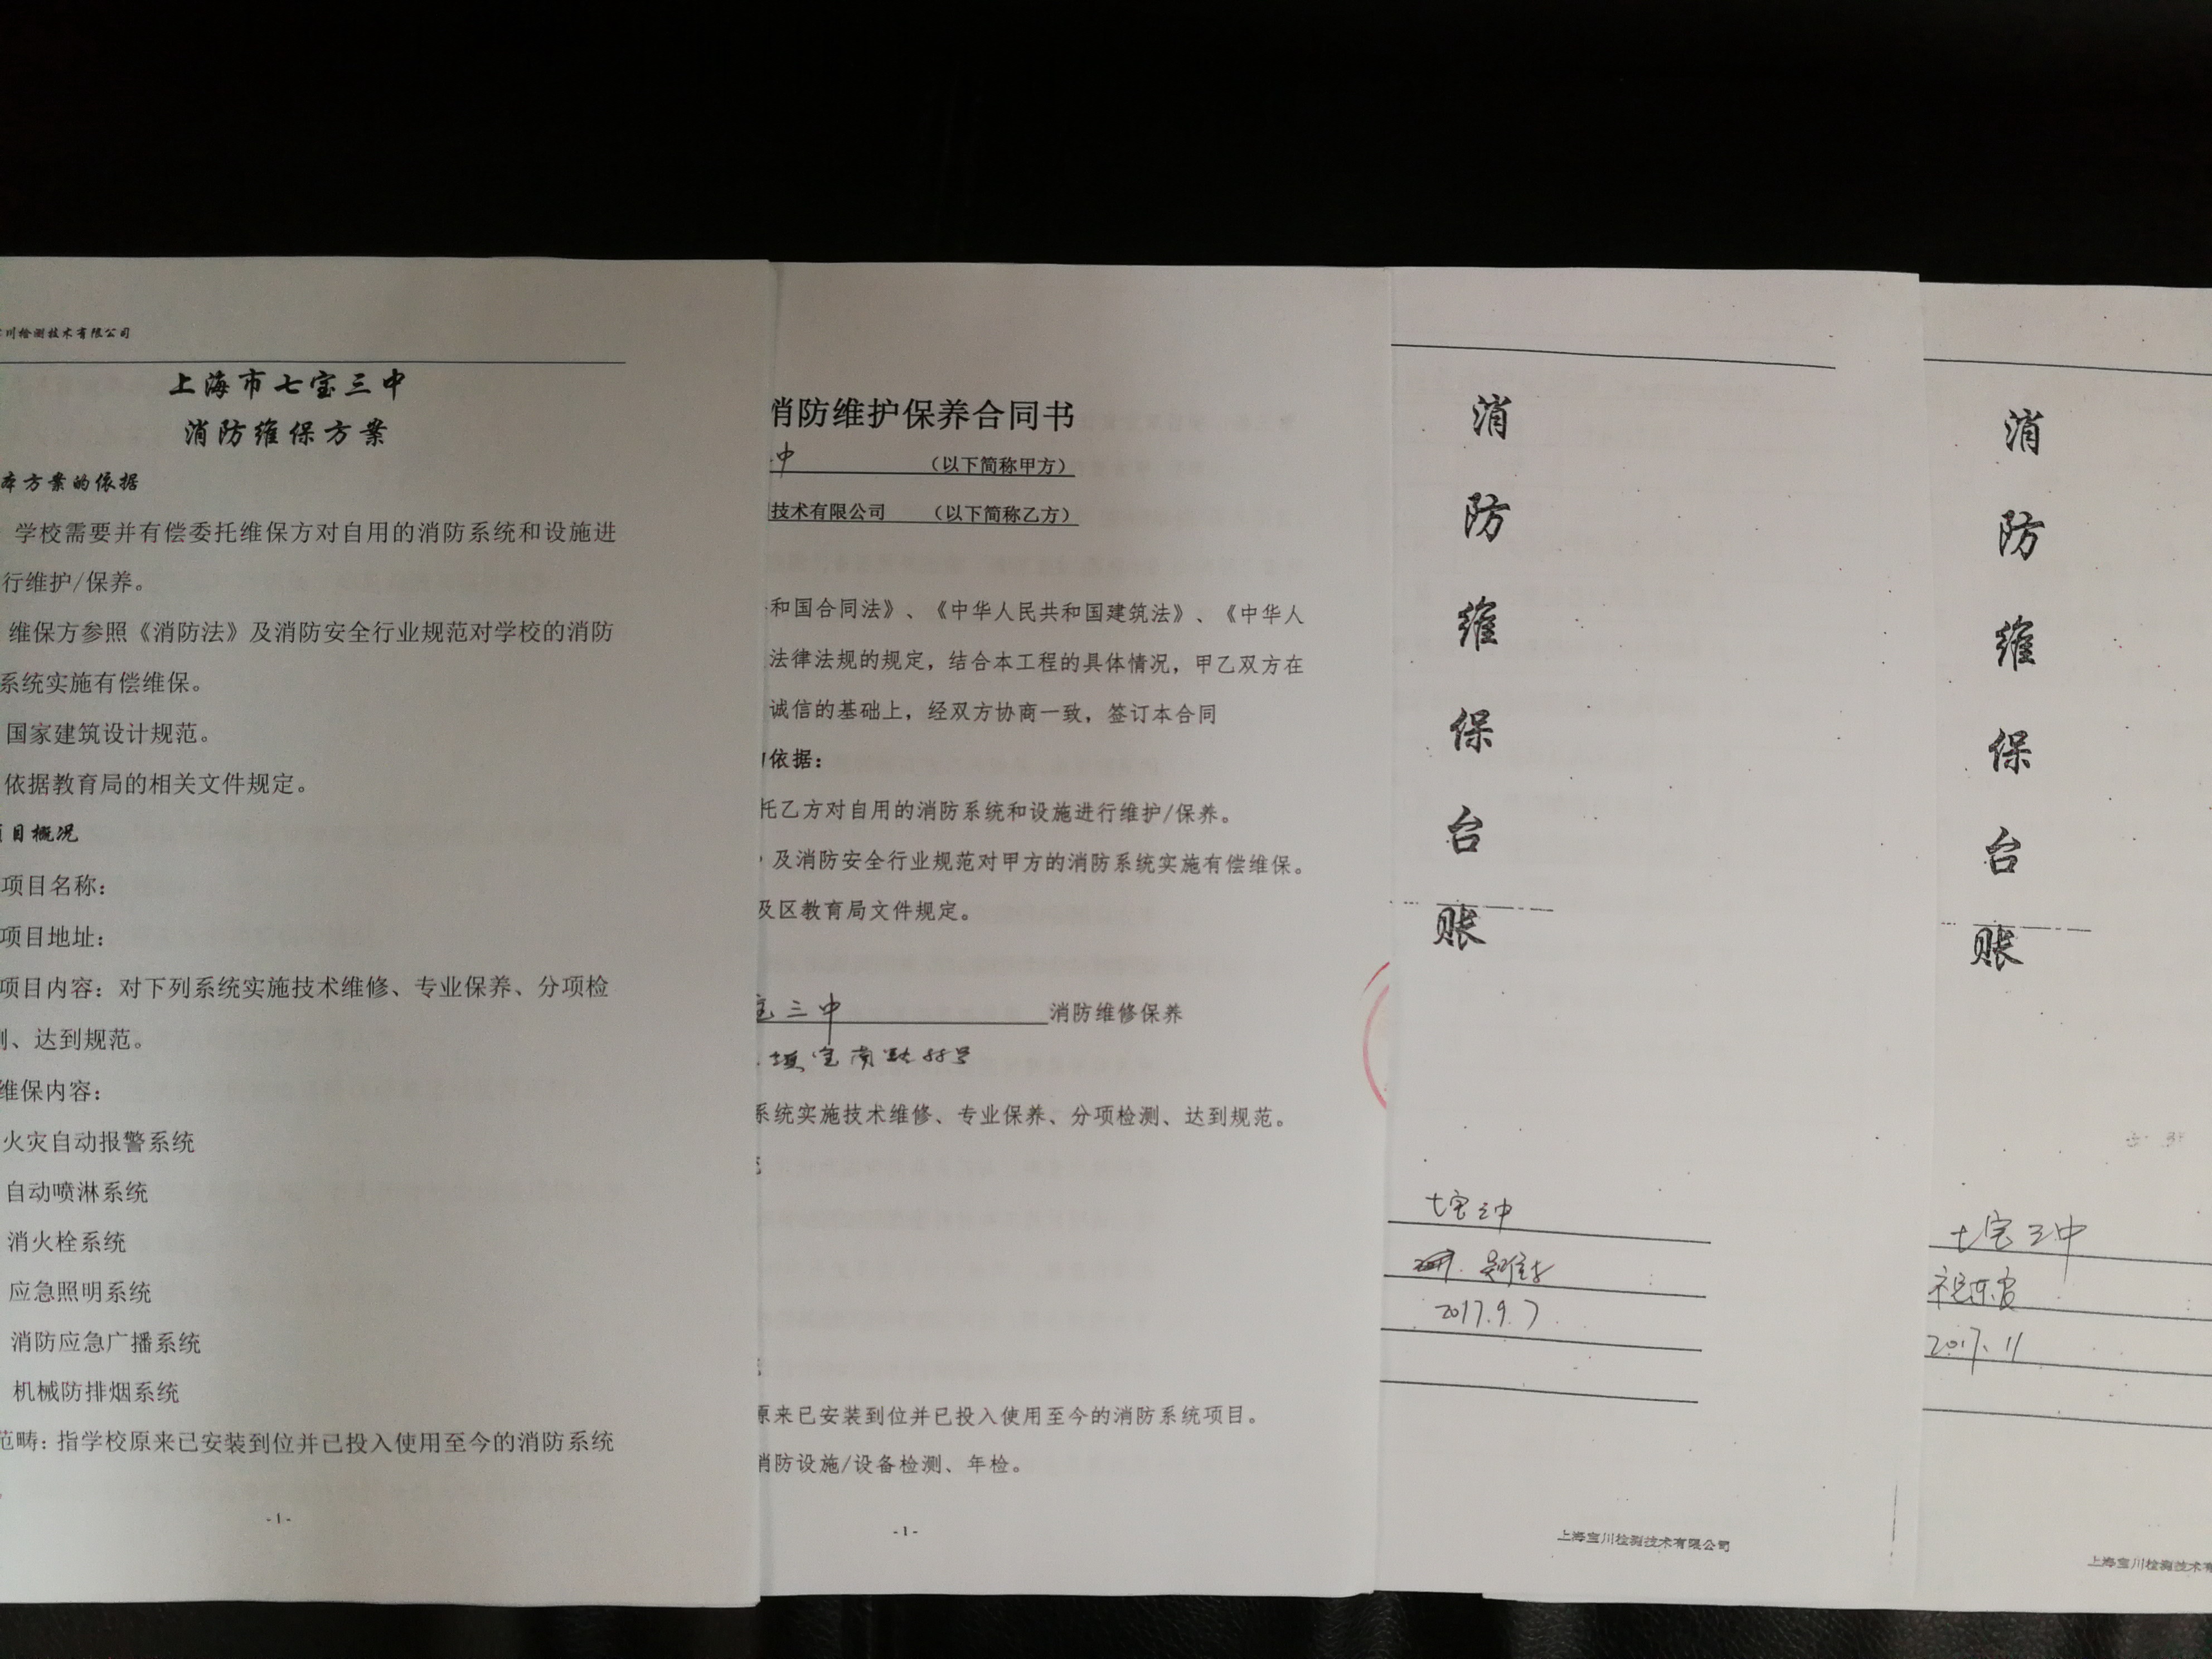 川检测技术有限公司
上海市七宝三中
消防维保方案
本方案的依据
学校需要并有偿委托维保方对自用的消防系统和设施进
行维护/保养。
维保方参照《消防法》及消防安全行业规范对学校的消防
系统实施有偿维保。
国家建筑设计规范。
依据教育局的相关文件规定。
项目概况
项目名称：
项目地址：
项目内容：对下列系统实施技术维修、专业保养、分项检
测、达到规范。
维保内容：
火灾自动报警系统
自动喷淋系统
消火栓系统
应急照明系统
消防应急广播系统
机械防排烟系统
范畴：指学校原来已安装到位并已投入使用至今的消防系统
-1-
消防维护保养合同书
中 （以下简称甲方）
技术有限公司 （以下简称乙方）
和国合同法》、《中华人民共和国建筑法》、《中华人
法律法规的规定，结合本工程的具体情况，甲乙双方在
诚信的基础上，经双方协商一致，签订本合同
依据：
托乙方对自用的消防系统和设施进行维护/保养。
及消防安全行业规范对甲方的消防系统实施有偿维保。
及区教育局文件规定。
宝三中 消防维修保养
镇宝南路88号
系统实施技术维修、专业保养、分项检测、达到规范。
原来已安装到位并已投入使用至今的消防系统项目。
消防设施/设备检测、年检。
-1-
消
防
维
保
台
账
七宝三中
2017.9.7
上海宝川检测技术有限公司
消
防
维
保
台
账
七宝三中
2017.11
上海宝川检测技术有